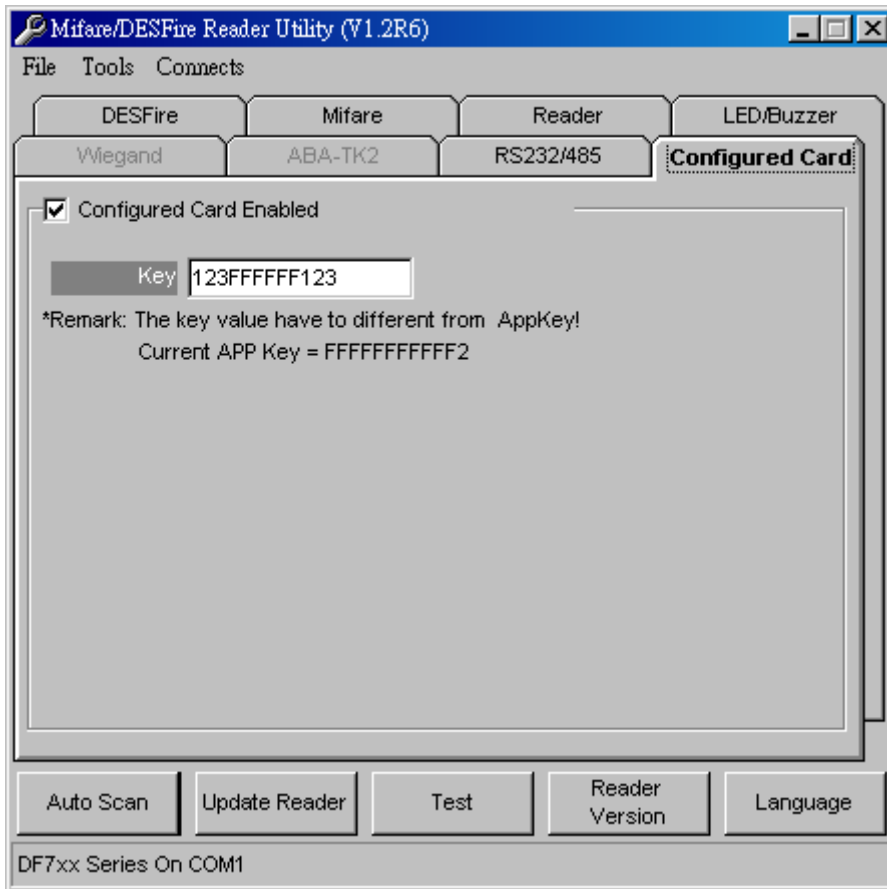 Mifare/DESFire Reader Utility (V1.2R6)
File Tools Connects
DESFire Mifare Reader LED/Buzzer
Wiegand ABA-TK2 RS232/485 Configured Card
Configured Card Enabled
Key 123FFFFFF123
*Remark: The key value have to different from AppKey!
Current APP Key = FFFFFFFFFFF2
Auto Scan Update Reader Test Reader Version Language
DF7xx Series On COM1